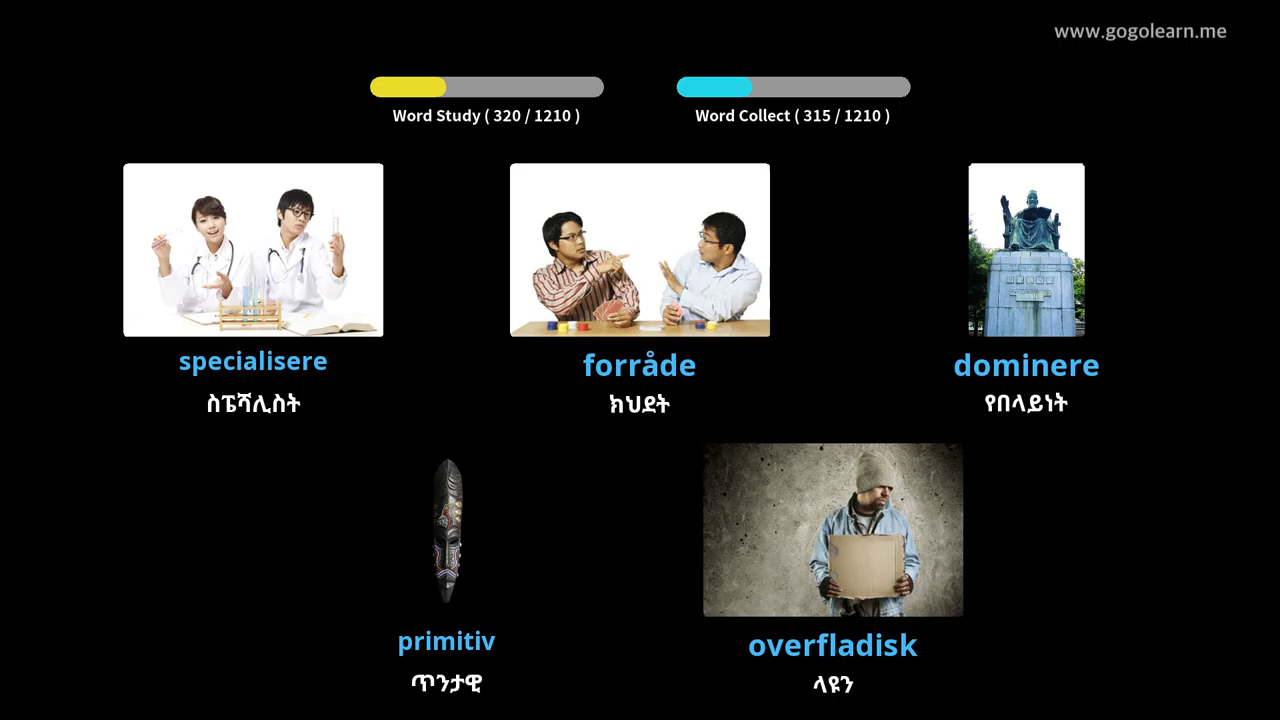 www.gogolearn.me
Word Study ( 320 / 1210 )
Word Collect ( 315 / 1210 )
specialisere
forråde
dominere
ስፔሻሊስት
ክህደት
የበላይነት
primitiv
overfladisk
ጥንታዊ
ላዩን